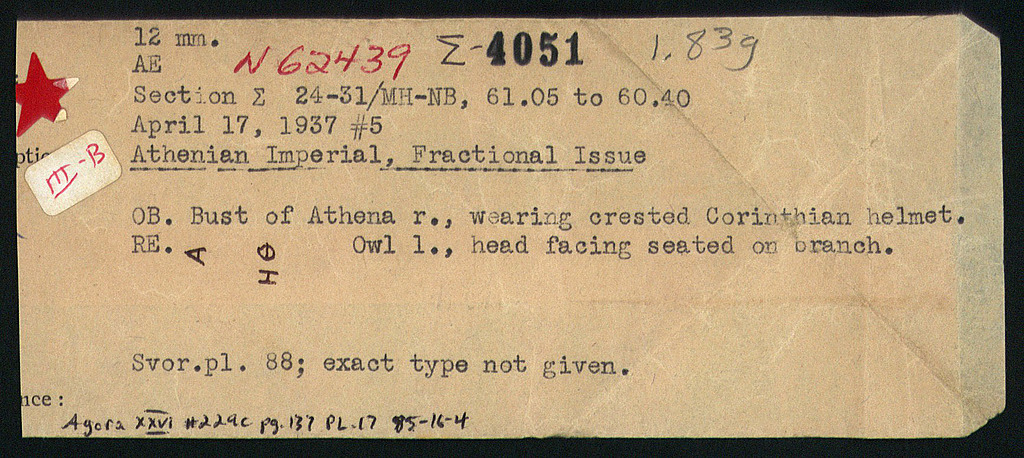 12 mm.
AE N 62439 Σ-4051 1.83g
Section Σ 24-31/MH-NB, 61.05 to 60.40
April 17, 1937 #5
ptio
III-B
Athenian Imperial, Fractional Issue
OB. Bust of Athena r., wearing crested Corinthian helmet.
RE. A HΘ Owl l., head facing seated on branch.
Svor.pl. 88; exact type not given.
nce:
Agora XXVI #229c pg.137 PL.17 85-16-4